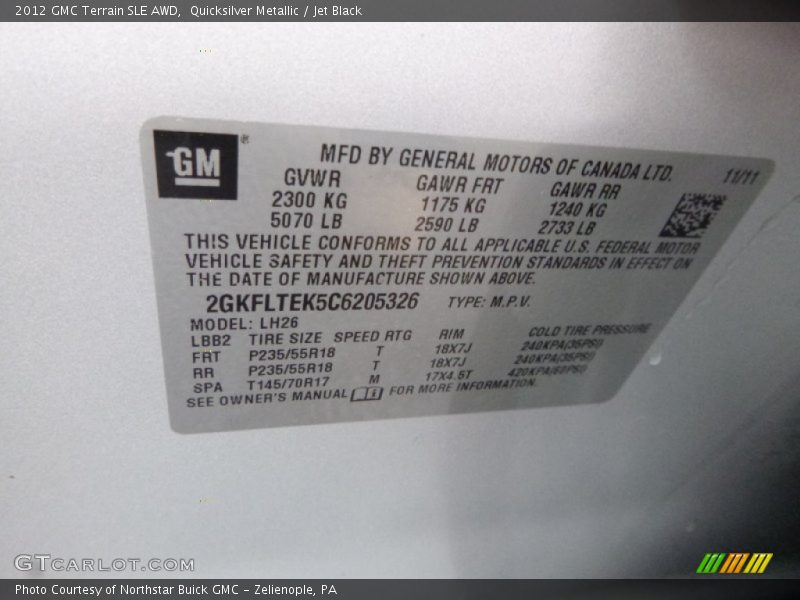 2012 GMC Terrain SLE AWD, Quicksilver Metallic / Jet Black
GM®
MFD BY GENERAL MOTORS OF CANADA LTD. 11/11
GVWR GAWR FRT GAWR RR
2300 KG 1175 KG 1240 KG
5070 LB 2590 LB 2733 LB
THIS VEHICLE CONFORMS TO ALL APPLICABLE U.S. FEDERAL MOTOR
VEHICLE SAFETY AND THEFT PREVENTION STANDARDS IN EFFECT ON
THE DATE OF MANUFACTURE SHOWN ABOVE.
2GKFLTEK5C6205326 TYPE: M.P.V.
MODEL: LH26
LBB2 TIRE SIZE SPEED RTG RIM COLD TIRE PRESSURE
FRT P235/55R18 T 18X7J 240KPA(35PSI)
RR P235/55R18 T 18X7J 240KPA(35PSI)
SPA T145/70R17 M 17X4.5T 420KPA(60PSI)
SEE OWNER'S MANUAL FOR MORE INFORMATION.
GTCARLOT.COM
Photo Courtesy of Northstar Buick GMC - Zelienople, PA